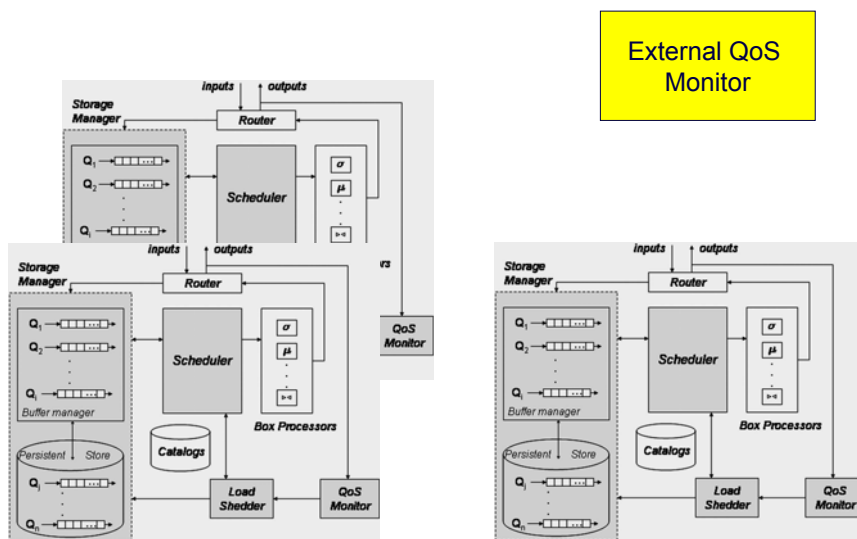 External QoS
Monitor
inputs outputs
Storage
Manager
Router
Q1
...
Q2
...
Qi
...
Scheduler
σ
μ
QoS
Monitor
inputs outputs
Storage
Manager
Router
Q1
...
Q2
...
Qi
...
Buffer manager
Scheduler
σ
μ
Box Processors
Persistent Store
Qj
...
Qn
...
Catalogs
Load
Shedder
QoS
Monitor
inputs outputs
Storage
Manager
Router
Q1
...
Q2
...
Qi
...
Buffer manager
Scheduler
σ
μ
Box Processors
Persistent Store
Qj
...
Qn
...
Catalogs
Load
Shedder
QoS
Monitor